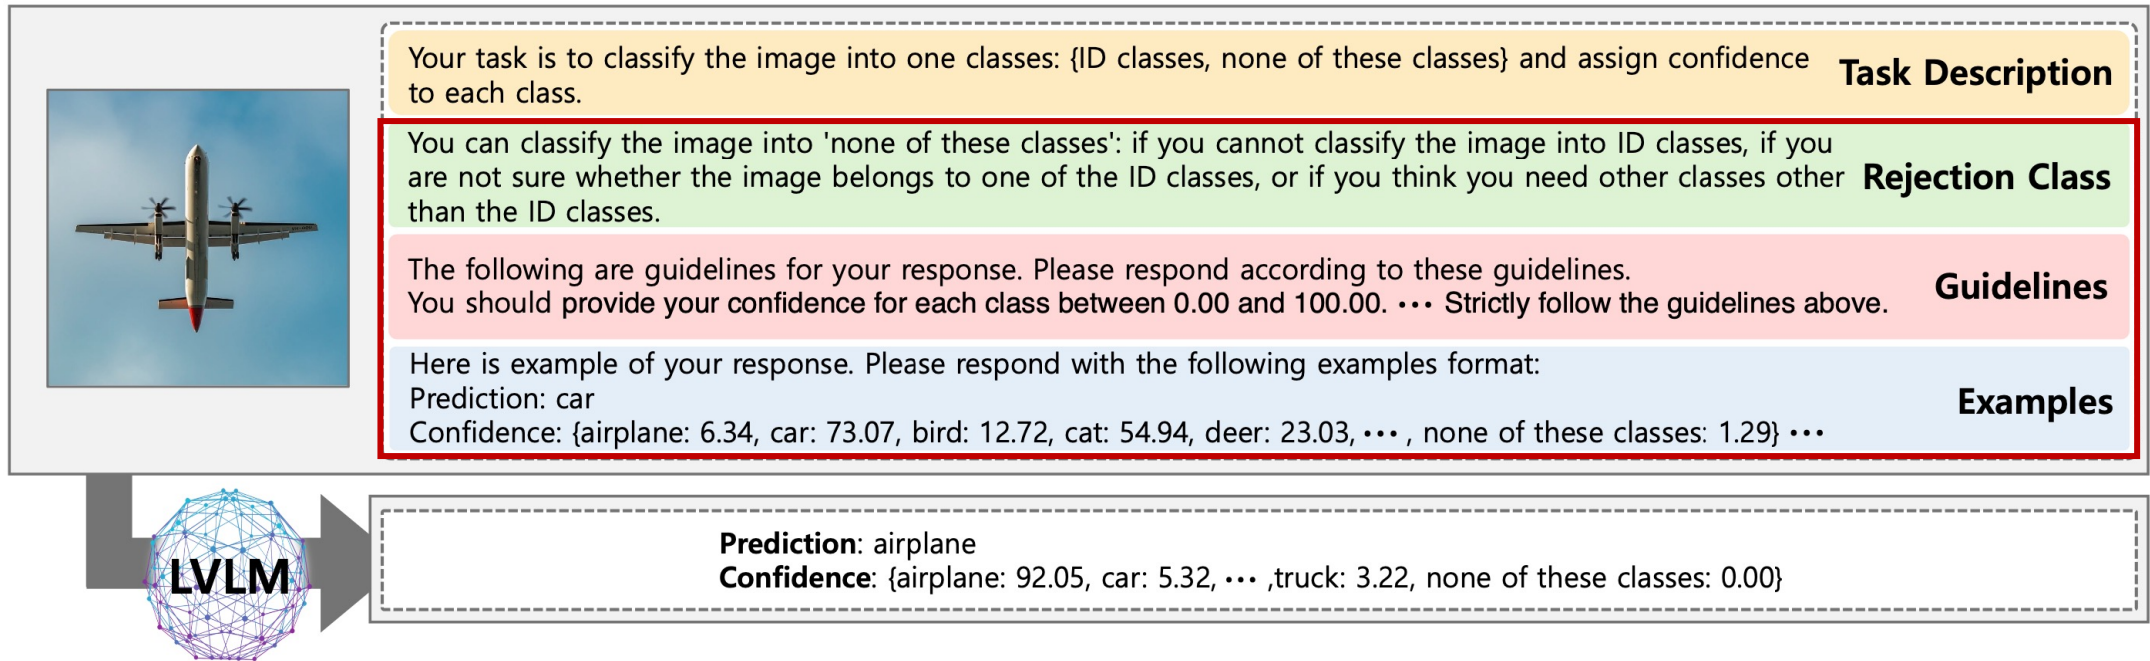 Your task is to classify the image into one classes: {ID classes, none of these classes} and assign confidence
to each class.
Task Description
You can classify the image into 'none of these classes': if you cannot classify the image into ID classes, if you
are not sure whether the image belongs to one of the ID classes, or if you think you need other classes other
than the ID classes.
Rejection Class
The following are guidelines for your response. Please respond according to these guidelines.
You should provide your confidence for each class between 0.00 and 100.00. ••• Strictly follow the guidelines above.
Guidelines
Here is example of your response. Please respond with the following examples format:
Prediction: car
Confidence: {airplane: 6.34, car: 73.07, bird: 12.72, cat: 54.94, deer: 23.03, ••• , none of these classes: 1.29} •••
Examples
LVLM
Prediction: airplane
Confidence: {airplane: 92.05, car: 5.32, ••• ,truck: 3.22, none of these classes: 0.00}